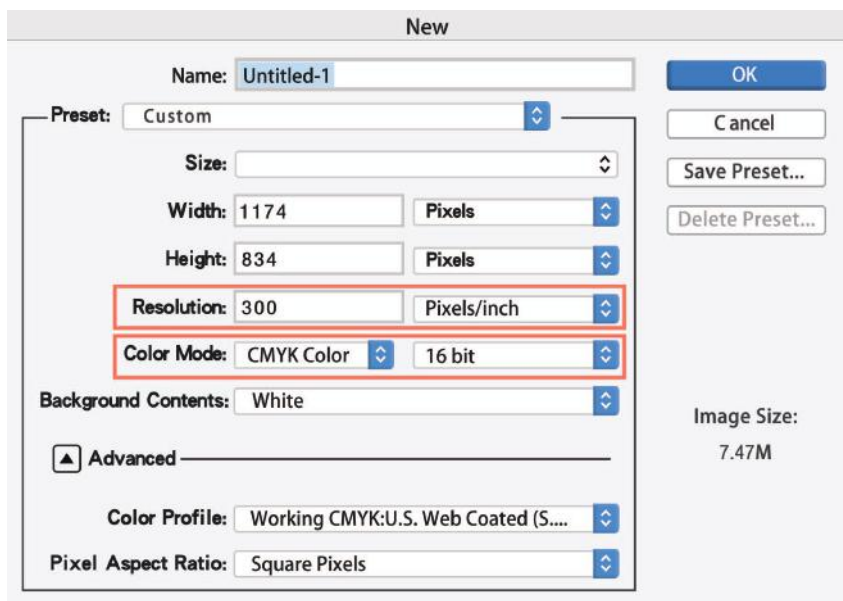 New
Name: Untitled-1
OK
Preset: Custom
Cancel
Size:
Save Preset...
Width: 1174 Pixels
Delete Preset...
Height: 834 Pixels
Resolution: 300 Pixels/inch
Color Mode: CMYK Color 16 bit
Background Contents: White
Image Size:
7.47M
Advanced
Color Profile: Working CMYK:U.S. Web Coated (S....
Pixel Aspect Ratio: Square Pixels